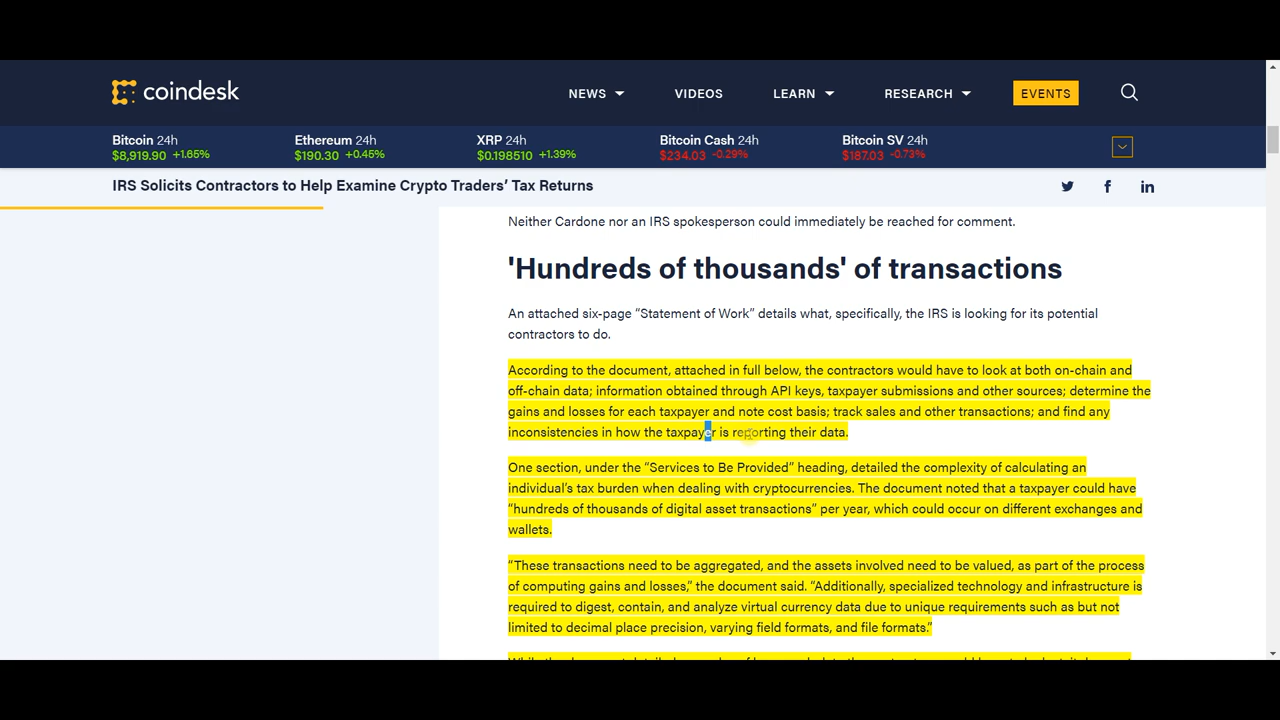 coindesk
NEWS VIDEOS LEARN RESEARCH EVENTS
Bitcoin 24h Ethereum 24h XRP 24h Bitcoin Cash 24h Bitcoin SV 24h
$8,919.90 +1.65% $190.30 +0.45% $0.198510 +1.39% $234.03 -0.29% $187.03 -0.73%
IRS Solicits Contractors to Help Examine Crypto Traders’ Tax Returns
Neither Cardone nor an IRS spokesperson could immediately be reached for comment.
'Hundreds of thousands' of transactions
An attached six-page “Statement of Work” details what, specifically, the IRS is looking for its potential
contractors to do.
According to the document, attached in full below, the contractors would have to look at both on-chain and
off-chain data; information obtained through API keys, taxpayer submissions and other sources; determine the
gains and losses for each taxpayer and note cost basis; track sales and other transactions; and find any
inconsistencies in how the taxpayer is reporting their data.
One section, under the “Services to Be Provided” heading, detailed the complexity of calculating an
individual’s tax burden when dealing with cryptocurrencies. The document noted that a taxpayer could have
“hundreds of thousands of digital asset transactions” per year, which could occur on different exchanges and
wallets.
“These transactions need to be aggregated, and the assets involved need to be valued, as part of the process
of computing gains and losses,” the document said. “Additionally, specialized technology and infrastructure is
required to digest, contain, and analyze virtual currency data due to unique requirements such as but not
limited to decimal place precision, varying field formats, and file formats.”